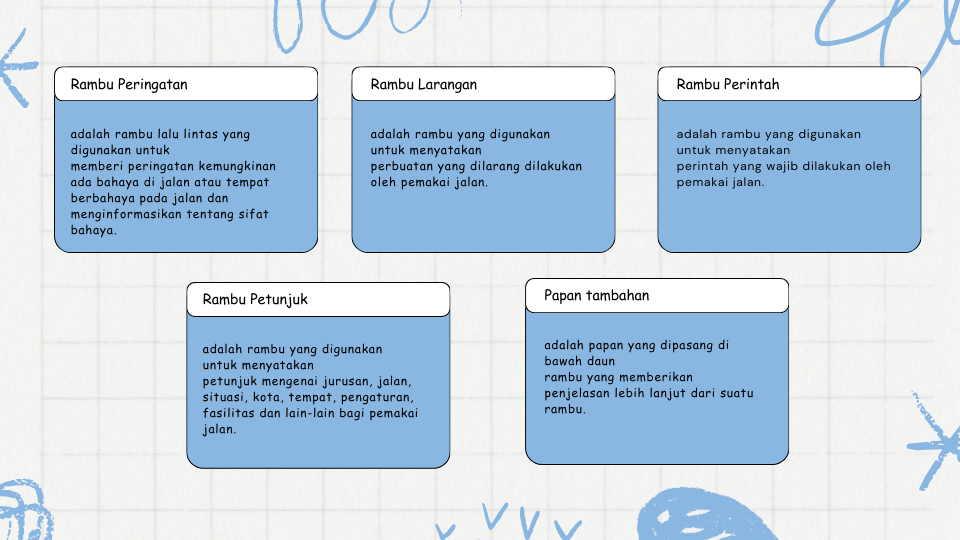 Rambu Peringatan
adalah rambu lalu lintas yang
digunakan untuk
memberi peringatan kemungkinan
ada bahaya di jalan atau tempat
berbahaya pada jalan dan
menginformasikan tentang sifat
bahaya.
Rambu Larangan
adalah rambu yang digunakan
untuk menyatakan
perbuatan yang dilarang dilakukan
oleh pemakai jalan.
Rambu Perintah
adalah rambu yang digunakan
untuk menyatakan
perintah yang wajib dilakukan oleh
pemakai jalan.
Rambu Petunjuk
adalah rambu yang digunakan
untuk menyatakan
petunjuk mengenai jurusan, jalan,
situasi, kota, tempat, pengaturan,
fasilitas dan lain-lain bagi pemakai
jalan.
Papan tambahan
adalah papan yang dipasang di
bawah daun
rambu yang memberikan
penjelasan lebih lanjut dari suatu
rambu.